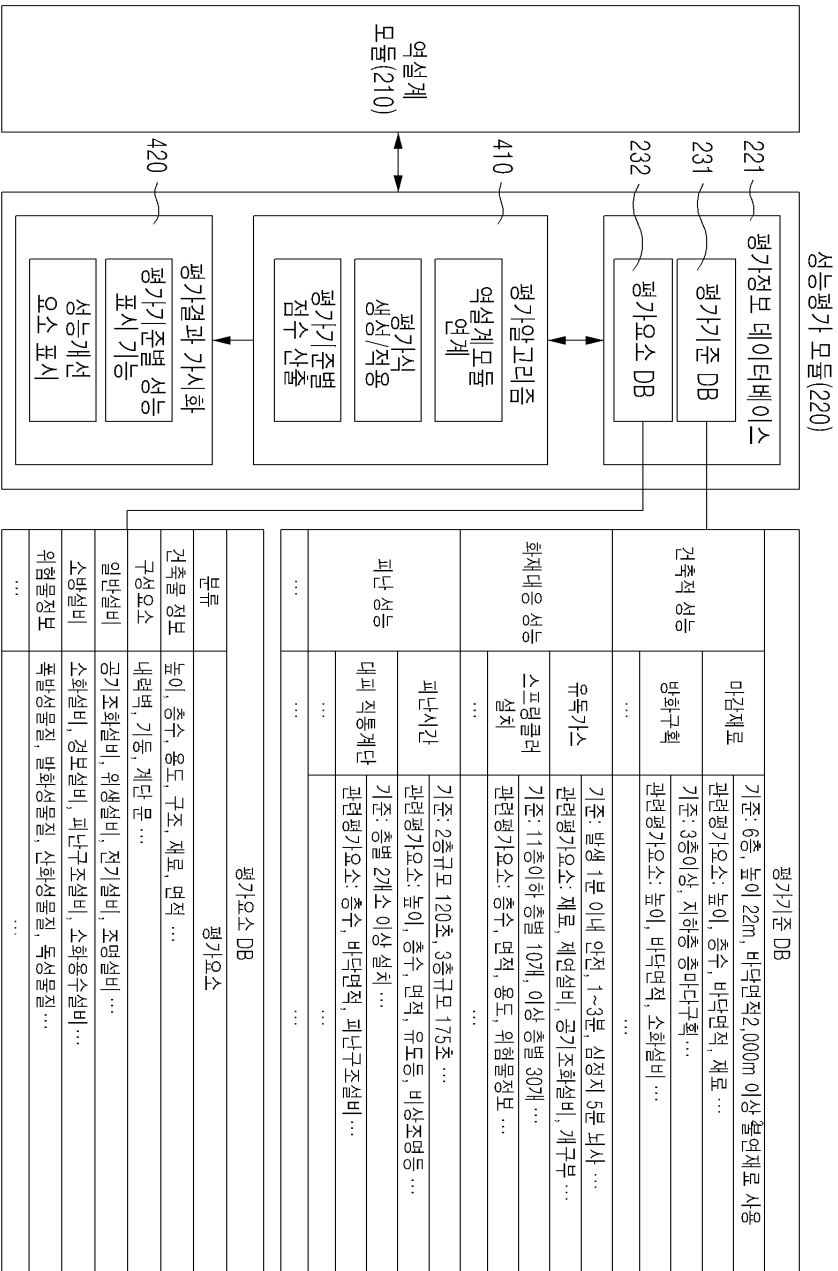 성능평가 모듈(220)
역설계
모듈(210)
221
231
232
평가정보 데이터베이스
평가기준 DB
평가요소 DB
410
평가알고리즘
역설계모듈
연계
평가식
생성/적용
평가기준별
점수 산출
420
평가결과 가시화
평가기준별 성능
표시 기능
성능개선
요소 표시
평가기준 DB
건축적 성능
마감재료
기준: 6층, 높이 22m, 바닥면적2,000m 이상 불연재료 사용
관련평가요소: 높이, 층수, 바닥면적, 재료 …
방화구획
기준: 3층이상, 지하층 층마다구획…
관련평가요소: 높이, 바닥면적, 소화설비 …
…
…
화재대응 성능
유독가스
기준: 발생 1분 이내 안전, 1~3분, 심정지 5분 뇌사 …
관련평가요소: 재료, 제연설비, 공기조화설비, 개구부 …
스프링클러
설치
기준: 11층이하 층별 10개, 이상 층별 30개 …
관련평가요소: 층수, 면적, 용도, 위험물정보 …
…
…
피난 성능
피난시간
기준: 2층규모 120초, 3층규모 175초 …
관련평가요소: 높이, 층수, 면적, 유도등, 비상조명등 …
대피 직통계단
기준: 층별 2개소 이상 설치 …
관련평가요소: 층수, 바닥면적, 피난구조설비 …
…
…
…
…
…
평가요소 DB
분류
평가요소
건축물 정보
높이, 층수, 용도, 구조, 재료, 면적 …
구성요소
내력벽, 기둥, 계단 문 …
일반설비
공기조화설비, 위생설비, 전기설비, 조명설비 …
소방설비
소화설비, 경보설비, 피난구조설비, 소화용수설비…
위험물정보
폭발성물질, 발화성물질, 산화성물질, 독성물질…
…
…